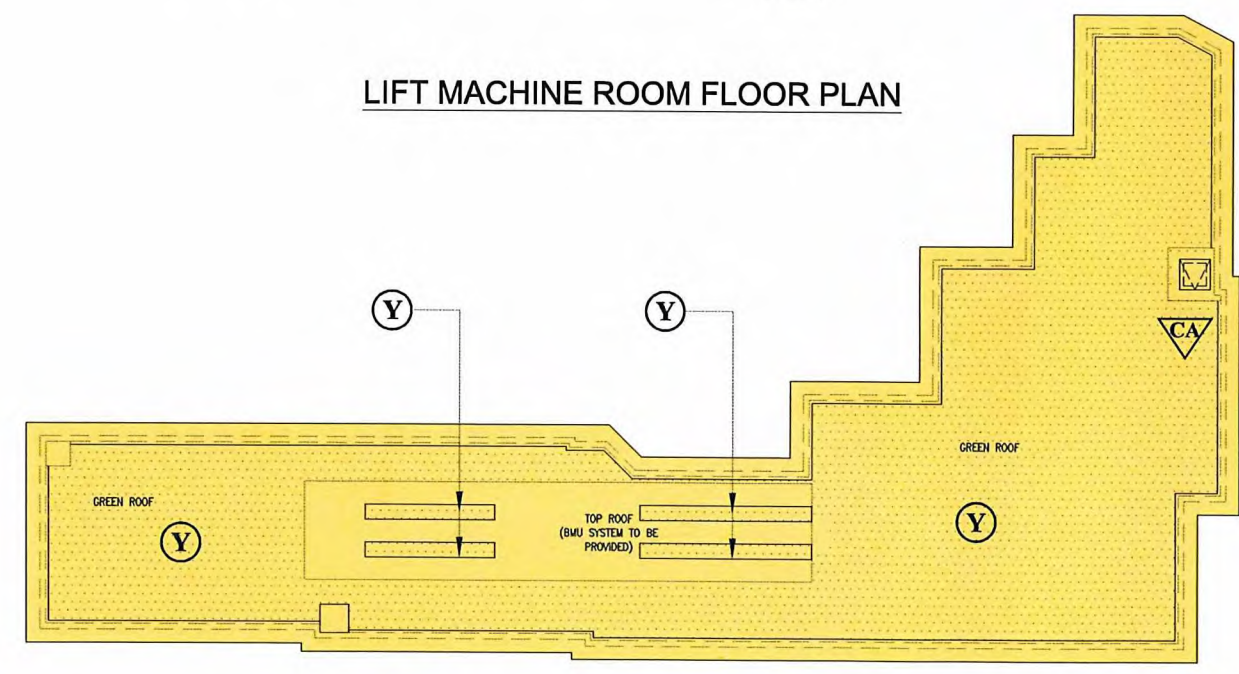 LIFT MACHINE ROOM FLOOR PLAN
Y
Y
CA
GREEN ROOF
GREEN ROOF
Y
TOP ROOF
(BMU SYSTEM TO BE
PROVIDED)
Y